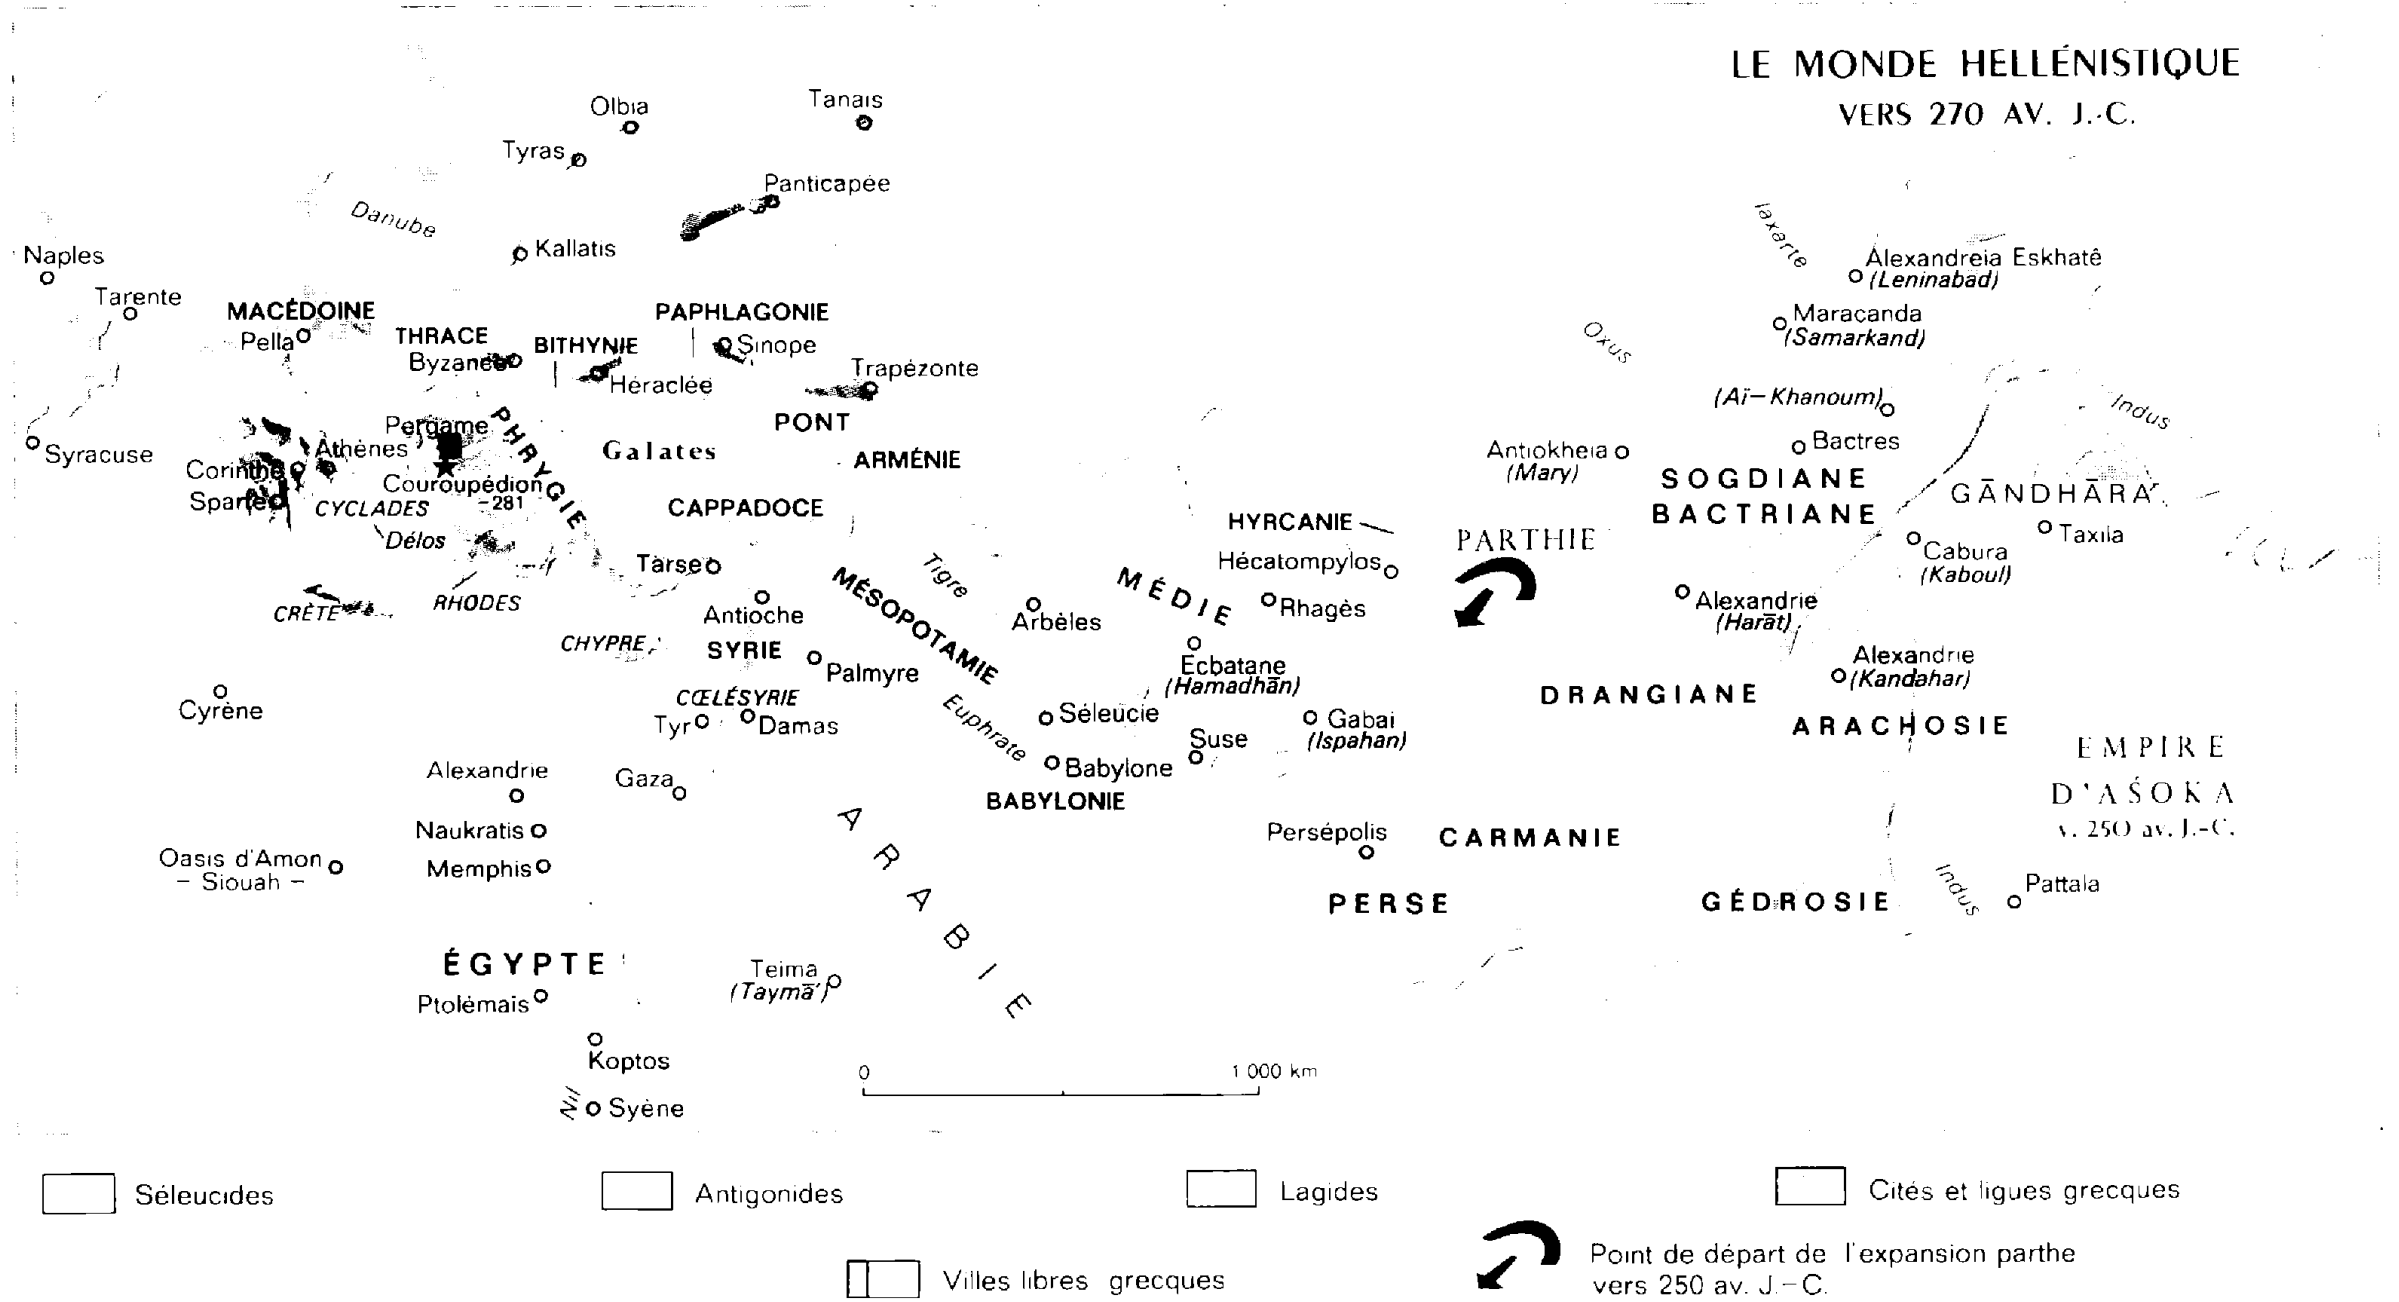 LE MONDE HELLÉNISTIQUE
VERS 270 AV. J.-C.
Olbia
Tanaïs
Tyras
Panticapée
Danube
Kallatis
Iaxarte
Alexandreia Eskhatê
(Leninabad)
Naples
Tarente
MACÉDOINE
Pella
THRACE
Byzance
BITHYNIE
Héraclée
PAPHLAGONIE
Sinope
Trapézonte
Oxus
Maracanda
(Samarkand)
(Aï-Khanoum)
Indus
Syracuse
Pergame
PHRYGIE
Galates
PONT
ARMÉNIE
Antiokheia
(Mary)
Bactres
SOGDIANE
BACTRIANE
GĀNDHĀRA
Taxila
Athènes
Corinthe
Sparte
Couroupédion
-281
CYCLADES
Délos
CAPPADOCE
HYRCANIE
PARTHIE
Hécatompylos
Cabura
(Kaboul)
CRÈTE
RHODES
Tarse
Antioche
CHYPRE
SYRIE
Palmyre
MÉSOPOTAMIE
Tigre
Arbèles
MÉDIE
Rhagès
Ecbatane
(Hamadhān)
Alexandrie
(Harāt)
Alexandrie
(Kandahar)
Cyrène
CŒLÉSYRIE
Tyr
Damas
Euphrate
Séleucie
Suse
Gabai
(Ispahan)
DRANGIANE
ARACHOSIE
EMPIRE
D'AŚOKA
v. 250 av. J.-C.
Alexandrie
Gaza
Babylone
BABYLONIE
Naukratis
Memphis
Oasis d'Amon
- Siouah -
ARABIE
Persépolis
CARMANIE
PERSE
GÉDROSIE
Indus
Pattala
ÉGYPTE
Ptolémaïs
Teima
(Taymā')
Koptos
Nil
Syène
0 1 000 km
Séleucides
Antigonides
Lagides
Cités et ligues grecques
Villes libres grecques
Point de départ de l'expansion parthe
vers 250 av. J.-C.